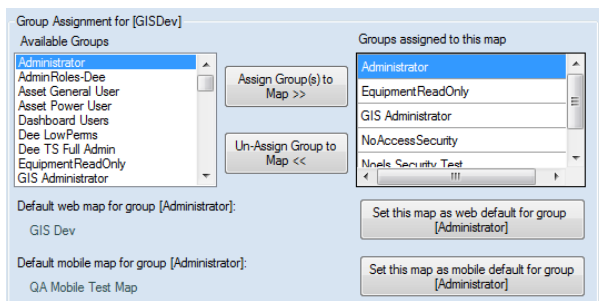 Group Assignment for [GISDev]
Available Groups
Administrator
AdminRoles-Dee
Asset General User
Asset Power User
Dashboard Users
Dee LowPerms
Dee TS Full Admin
EquipmentReadOnly
GIS Administrator
Assign Group(s) to
Map >>
Un-Assign Group to
Map <<
Groups assigned to this map
Administrator
EquipmentReadOnly
GIS Administrator
NoAccessSecurity
Noels Security Test
Default web map for group [Administrator]:
GIS Dev
Set this map as web default for group
[Administrator]
Default mobile map for group [Administrator]:
QA Mobile Test Map
Set this map as mobile default for group
[Administrator]